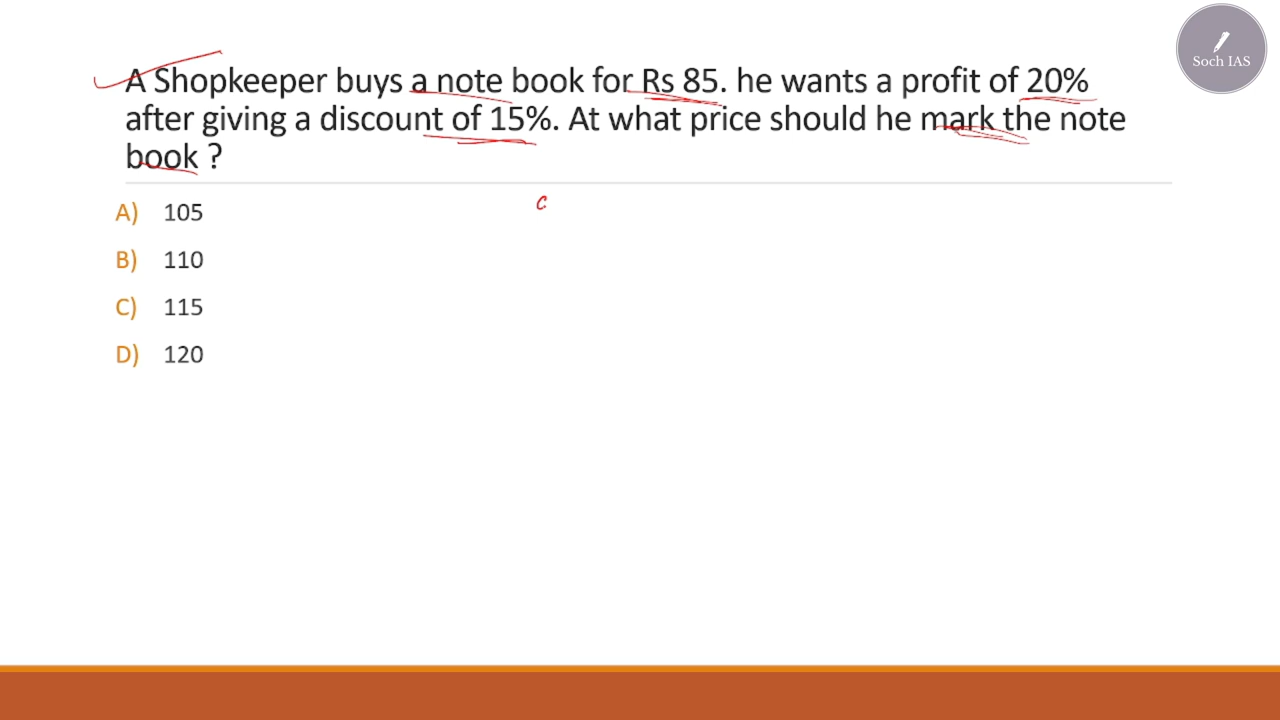 Soch IAS
A Shopkeeper buys a note book for Rs 85. he wants a profit of 20%
after giving a discount of 15%. At what price should he mark the note
book ?
c
A) 105
B) 110
C) 115
D) 120